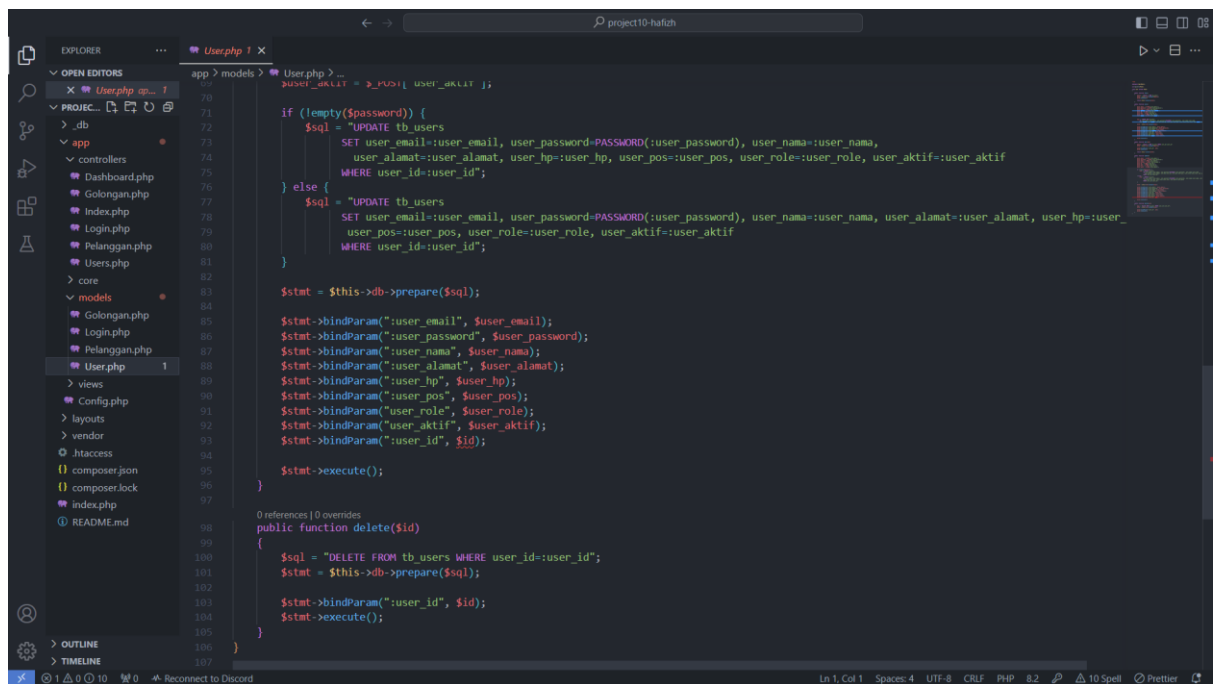 project10-hafizh
EXPLORER
OPEN EDITORS
User.php ap... 1
PROJEC...
_db
app
controllers
Dashboard.php
Golongan.php
Index.php
Login.php
Pelanggan.php
Users.php
core
models
Golongan.php
Login.php
Pelanggan.php
User.php 1
views
Config.php
layouts
vendor
.htaccess
composer.json
composer.lock
index.php
README.md
OUTLINE
TIMELINE
User.php 1
app > models > User.php > ...
69 $user_aktif = $_POST['user_aktif'];
70
71 if (!empty($password)) {
72 $sql = "UPDATE tb_users
73 SET user_email=:user_email, user_password=PASSWORD(:user_password), user_nama=:user_nama,
74 user_alamat=:user_alamat, user_hp=:user_hp, user_pos=:user_pos, user_role=:user_role, user_aktif=:user_aktif
75 WHERE user_id=:user_id";
76 } else {
77 $sql = "UPDATE tb_users
78 SET user_email=:user_email, user_password=PASSWORD(:user_password), user_nama=:user_nama, user_alamat=:user_alamat, user_hp=:user_
79 user_pos=:user_pos, user_role=:user_role, user_aktif=:user_aktif
80 WHERE user_id=:user_id";
81 }
82
83 $stmt = $this->db->prepare($sql);
84
85 $stmt->bindParam(":user_email", $user_email);
86 $stmt->bindParam(":user_password", $user_password);
87 $stmt->bindParam(":user_nama", $user_nama);
88 $stmt->bindParam(":user_alamat", $user_alamat);
89 $stmt->bindParam(":user_hp", $user_hp);
90 $stmt->bindParam(":user_pos", $user_pos);
91 $stmt->bindParam("user_role", $user_role);
92 $stmt->bindParam("user_aktif", $user_aktif);
93 $stmt->bindParam(":user_id", $id);
94
95 $stmt->execute();
96 }
97
0 references | 0 overrides
98 public function delete($id)
99 {
100 $sql = "DELETE FROM tb_users WHERE user_id=:user_id";
101 $stmt = $this->db->prepare($sql);
102
103 $stmt->bindParam(":user_id", $id);
104 $stmt->execute();
105 }
106 }
107
1 0 10 0 Reconnect to Discord
Ln 1, Col 1 Spaces: 4 UTF-8 CRLF PHP 8.2 10 Spell Prettier